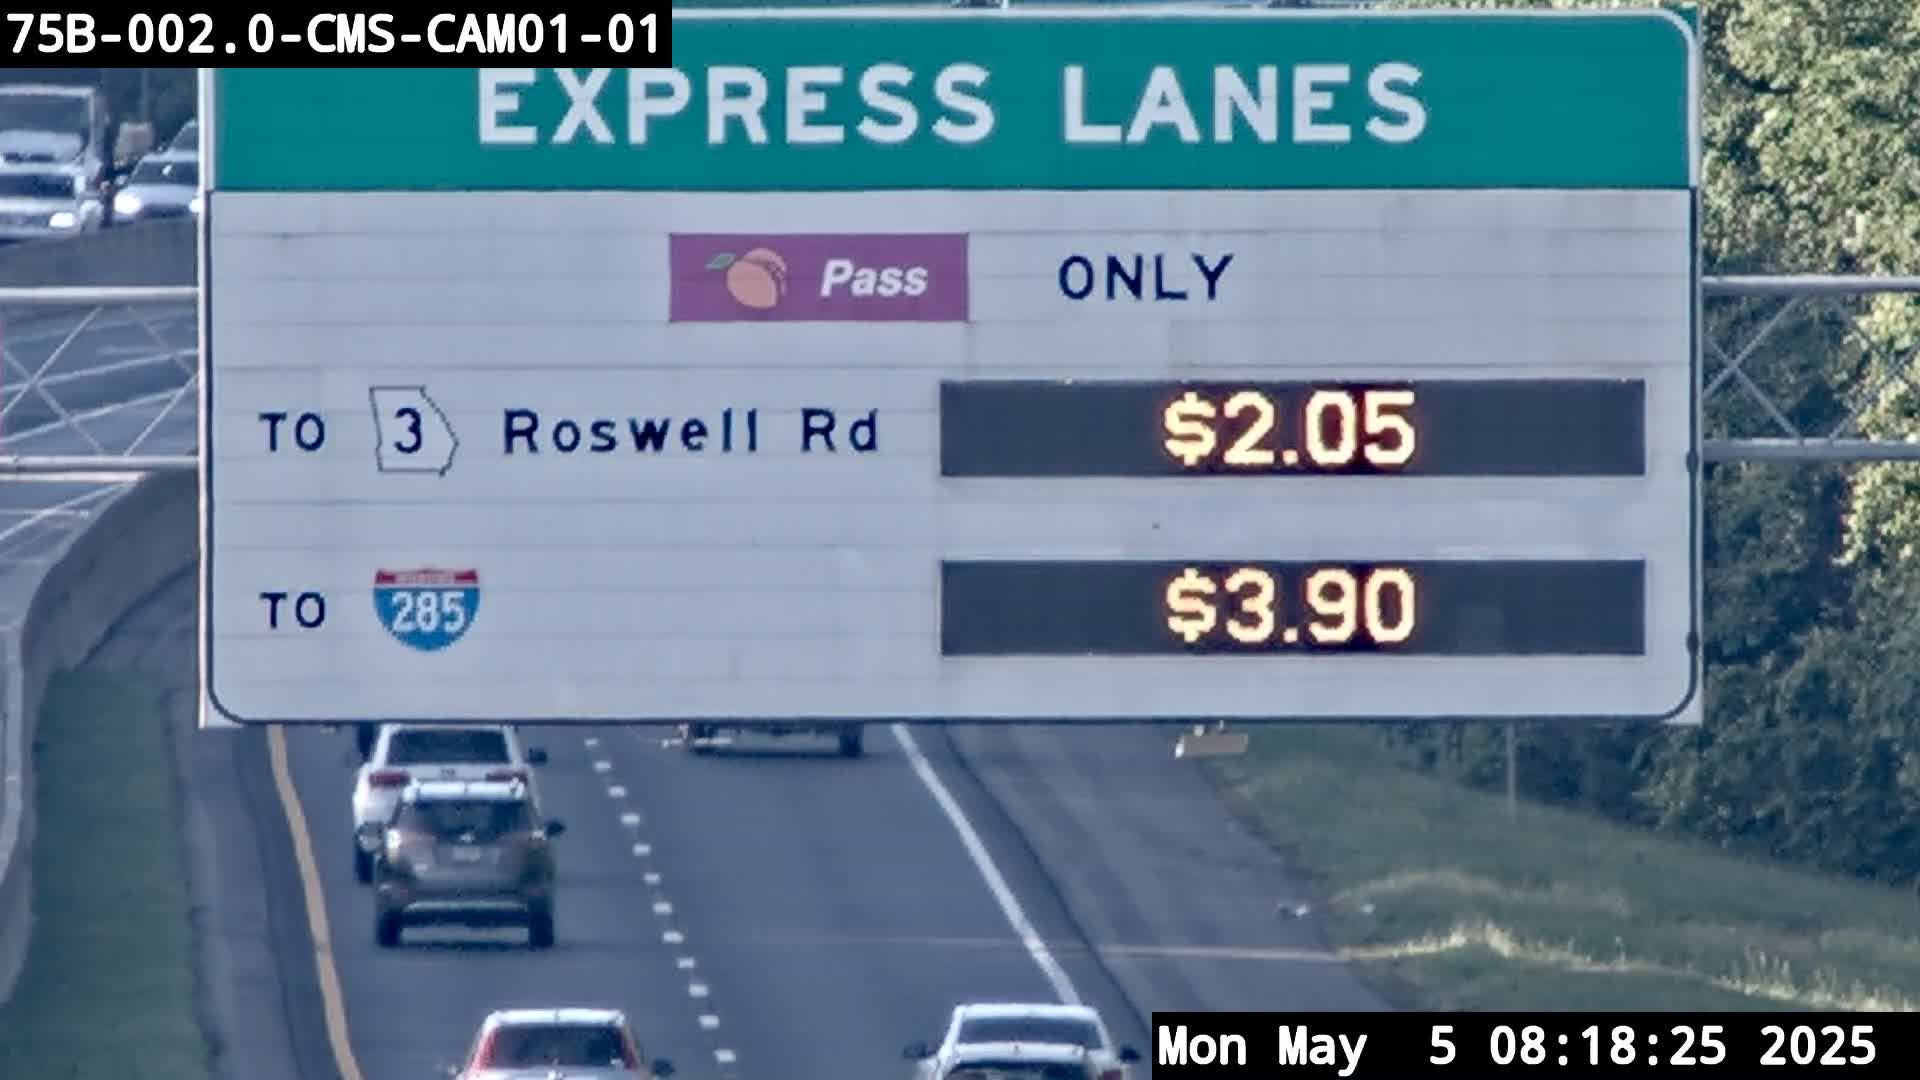 75B-002.0-CMS-CAM01-01
EXPRESS LANES
Pass ONLY
TO 3 Roswell Rd $2.05
TO 285 $3.90
Mon May 5 08:18:25 2025